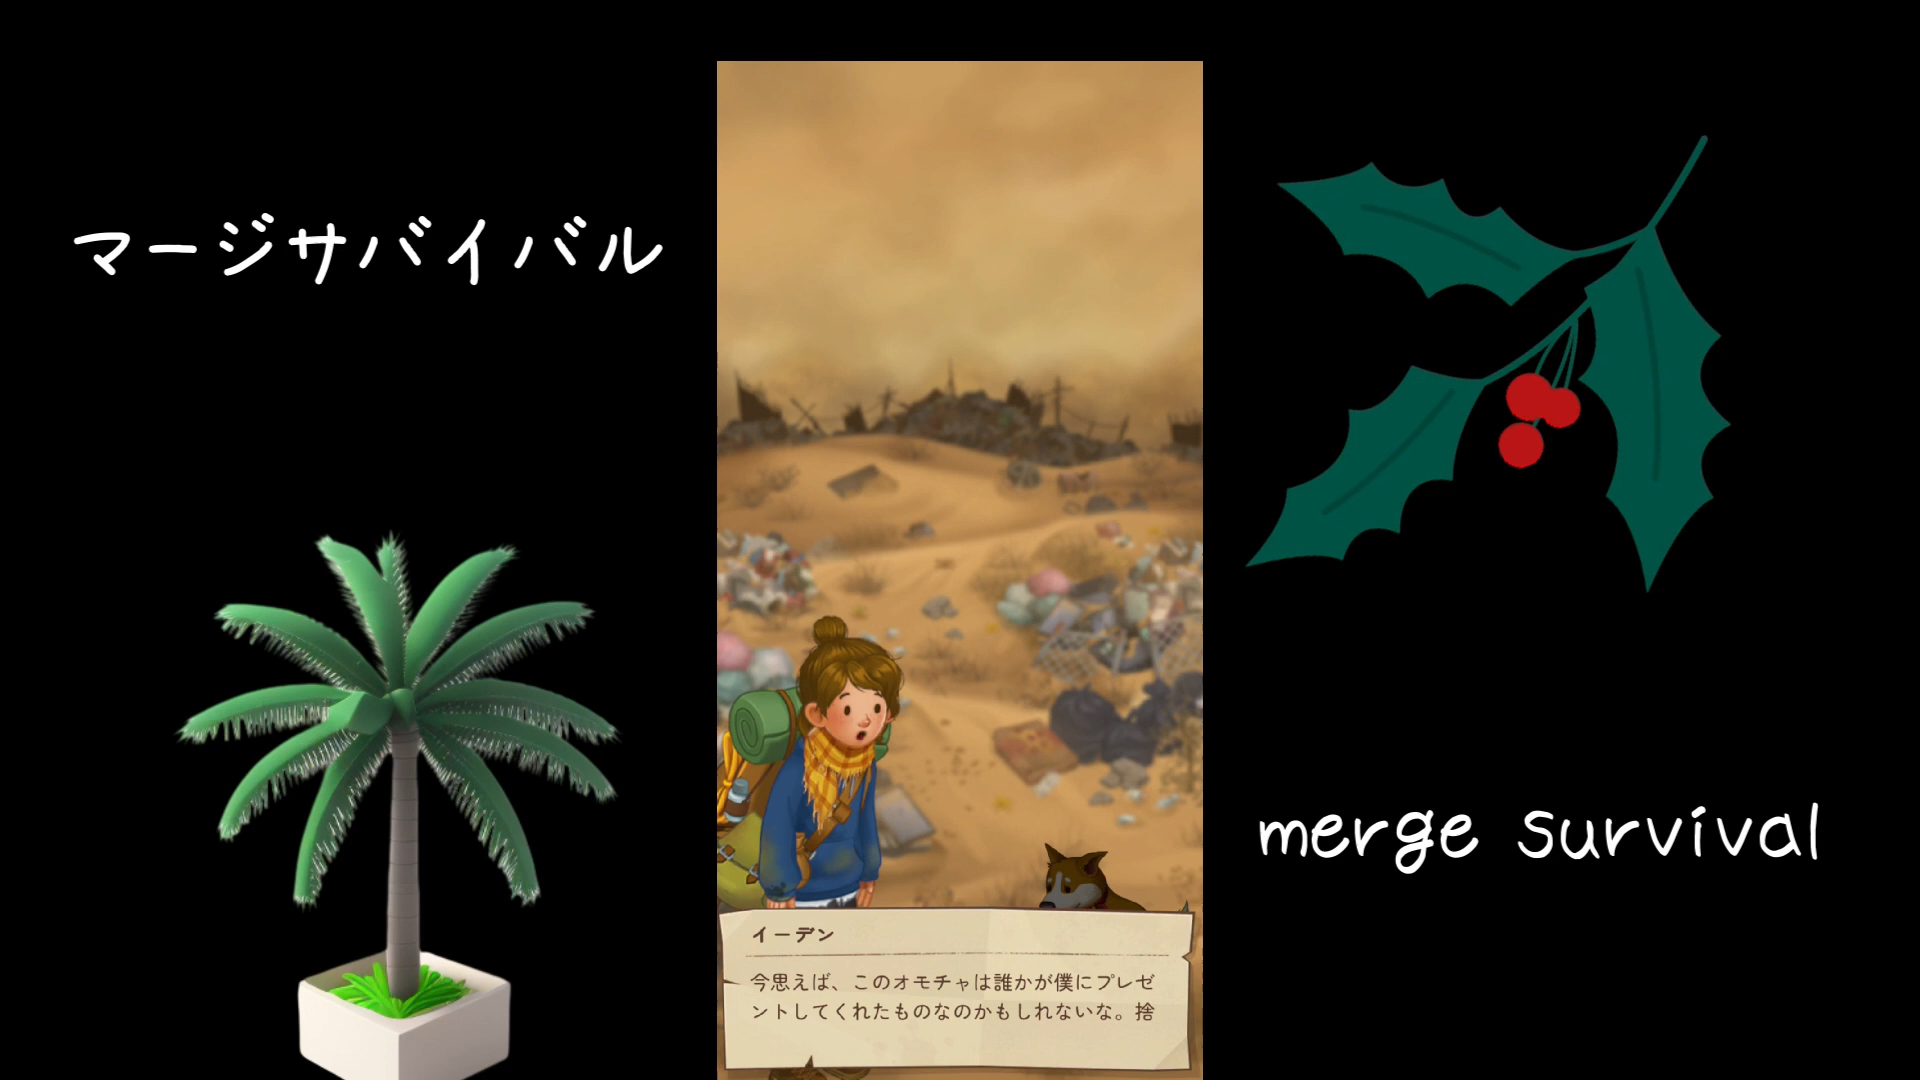 マージサバイバル
イーデン
今思えば、このオモチャは誰かが僕にプレゼ
ントしてくれたものなのかもしれないな。捨
merge survival